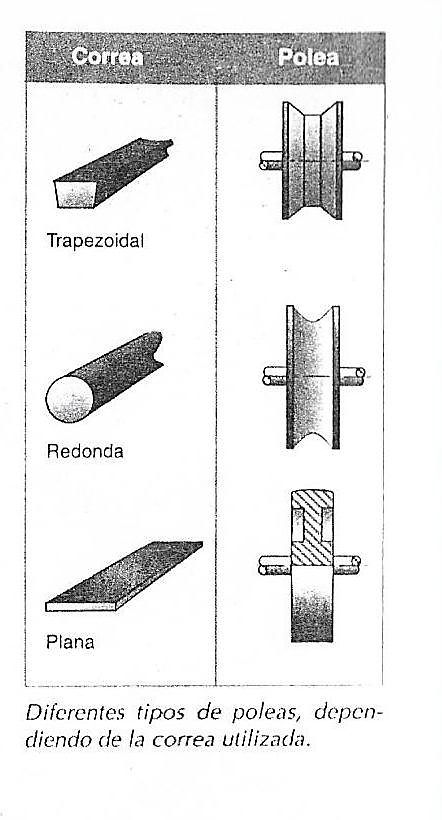 Correa
Polea
Trapezoidal
Redonda
Plana
Diferentes tipos de poleas, depen-
diendo de la correa utilizada.